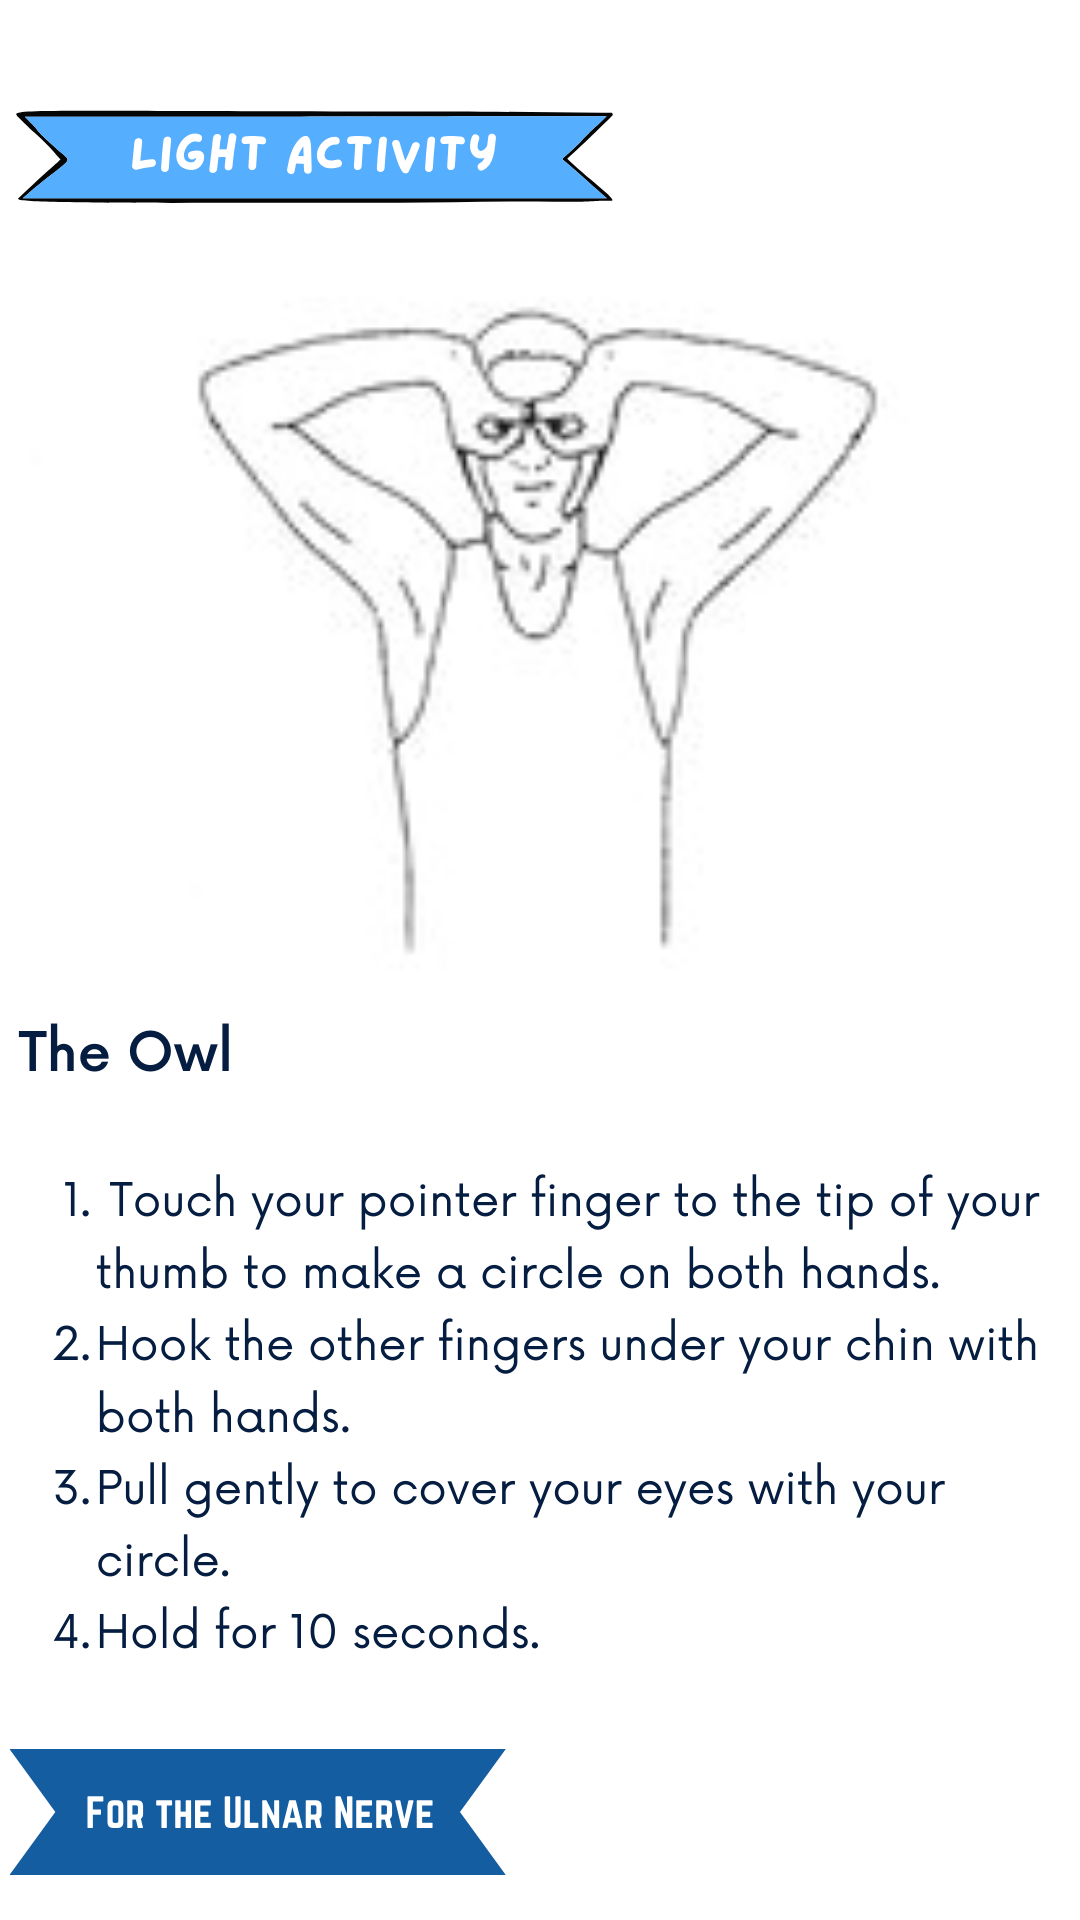 LIGHT ACTIVITY
The Owl
1. Touch your pointer finger to the tip of your
thumb to make a circle on both hands.
2. Hook the other fingers under your chin with
both hands.
3. Pull gently to cover your eyes with your
circle.
4. Hold for 10 seconds.
For the Ulnar Nerve